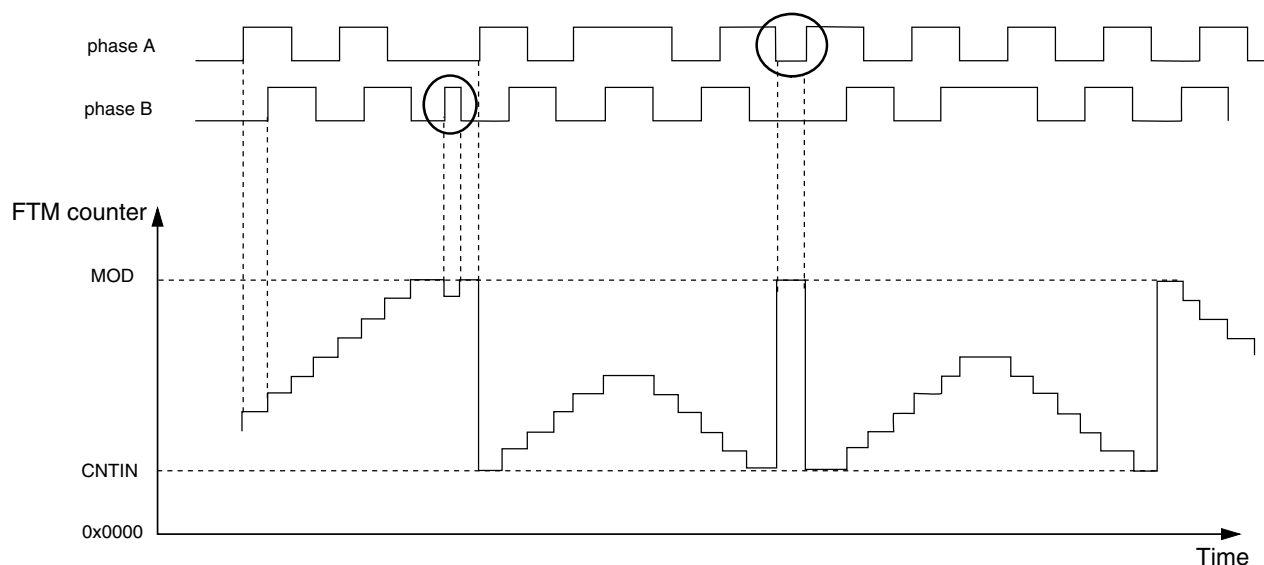 phase A
phase B
FTM counter
MOD
CNTIN
0x0000
Time